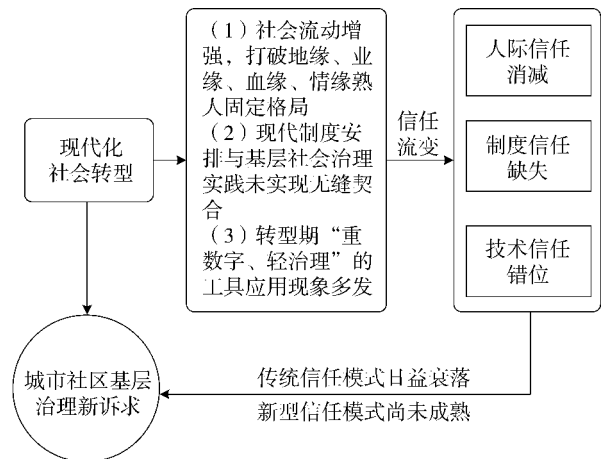 现代化
社会转型
（1）社会流动增
强，打破地缘、业
缘、血缘、情缘熟
人固定格局
（2）现代制度安
排与基层社会治理
实践未实现无缝契
合
（3）转型期“重
数字、轻治理”的
工具应用现象多发
信任
流变
人际信任
消减
制度信任
缺失
技术信任
错位
城市社区基层
治理新诉求
传统信任模式日益衰落
新型信任模式尚未成熟